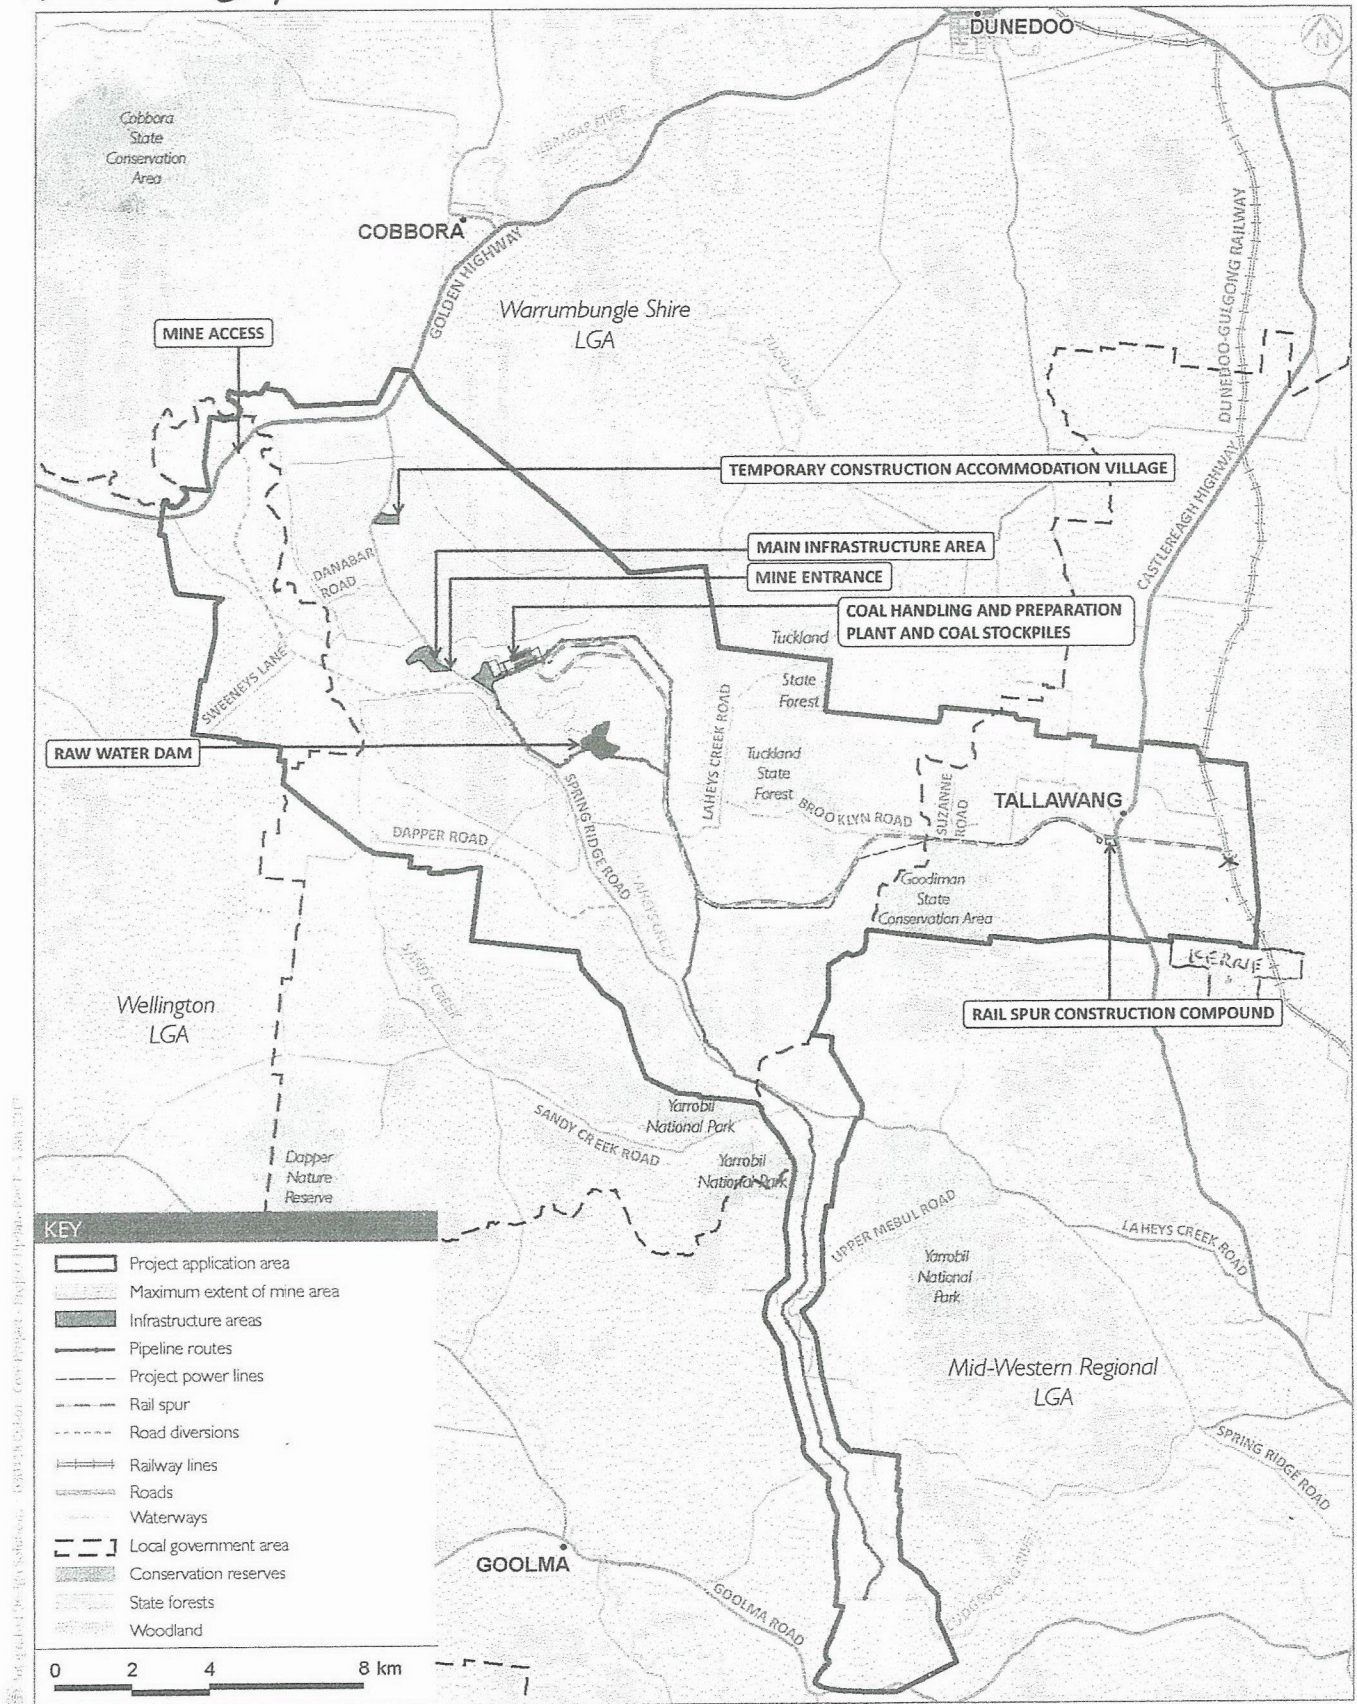 DUNEDOO
N
Cobbora
State
Conservation
Area
COBBORA
GOLDEN HIGHWAY
Warrumbungle Shire
LGA
DUNEDOO-GULGONG RAILWAY
MINE ACCESS
TEMPORARY CONSTRUCTION ACCOMMODATION VILLAGE
CASTLEREAGH HIGHWAY
MAIN INFRASTRUCTURE AREA
DANABAR
ROAD
MINE ENTRANCE
COAL HANDLING AND PREPARATION
PLANT AND COAL STOCKPILES
Tuckland
State
Forest
SWEENEYS LANE
LAHEYS CREEK ROAD
RAW WATER DAM
Tuckland
State
Forest
SPRING RIDGE ROAD
BROOKLYN ROAD
SUZANNE
ROAD
TALLAWANG
DAPPER ROAD
Goodiman
State
Conservation Area
SANDY CREEK
Wellington
LGA
RAIL SPUR CONSTRUCTION COMPOUND
Yarrobil
National Park
SANDY CREEK ROAD
Yarrobil
National Park
Dapper
Nature
Reserve
UPPER MEBUL ROAD
LAHEYS CREEK ROAD
Yarrobil
National
Park
Mid-Western Regional
LGA
SPRING RIDGE ROAD
GOOLMA
GOOLMA ROAD
KEY
Project application area
Maximum extent of mine area
Infrastructure areas
Pipeline routes
Project power lines
Rail spur
Road diversions
Railway lines
Roads
Waterways
Local government area
Conservation reserves
State forests
Woodland
0 2 4 8 km